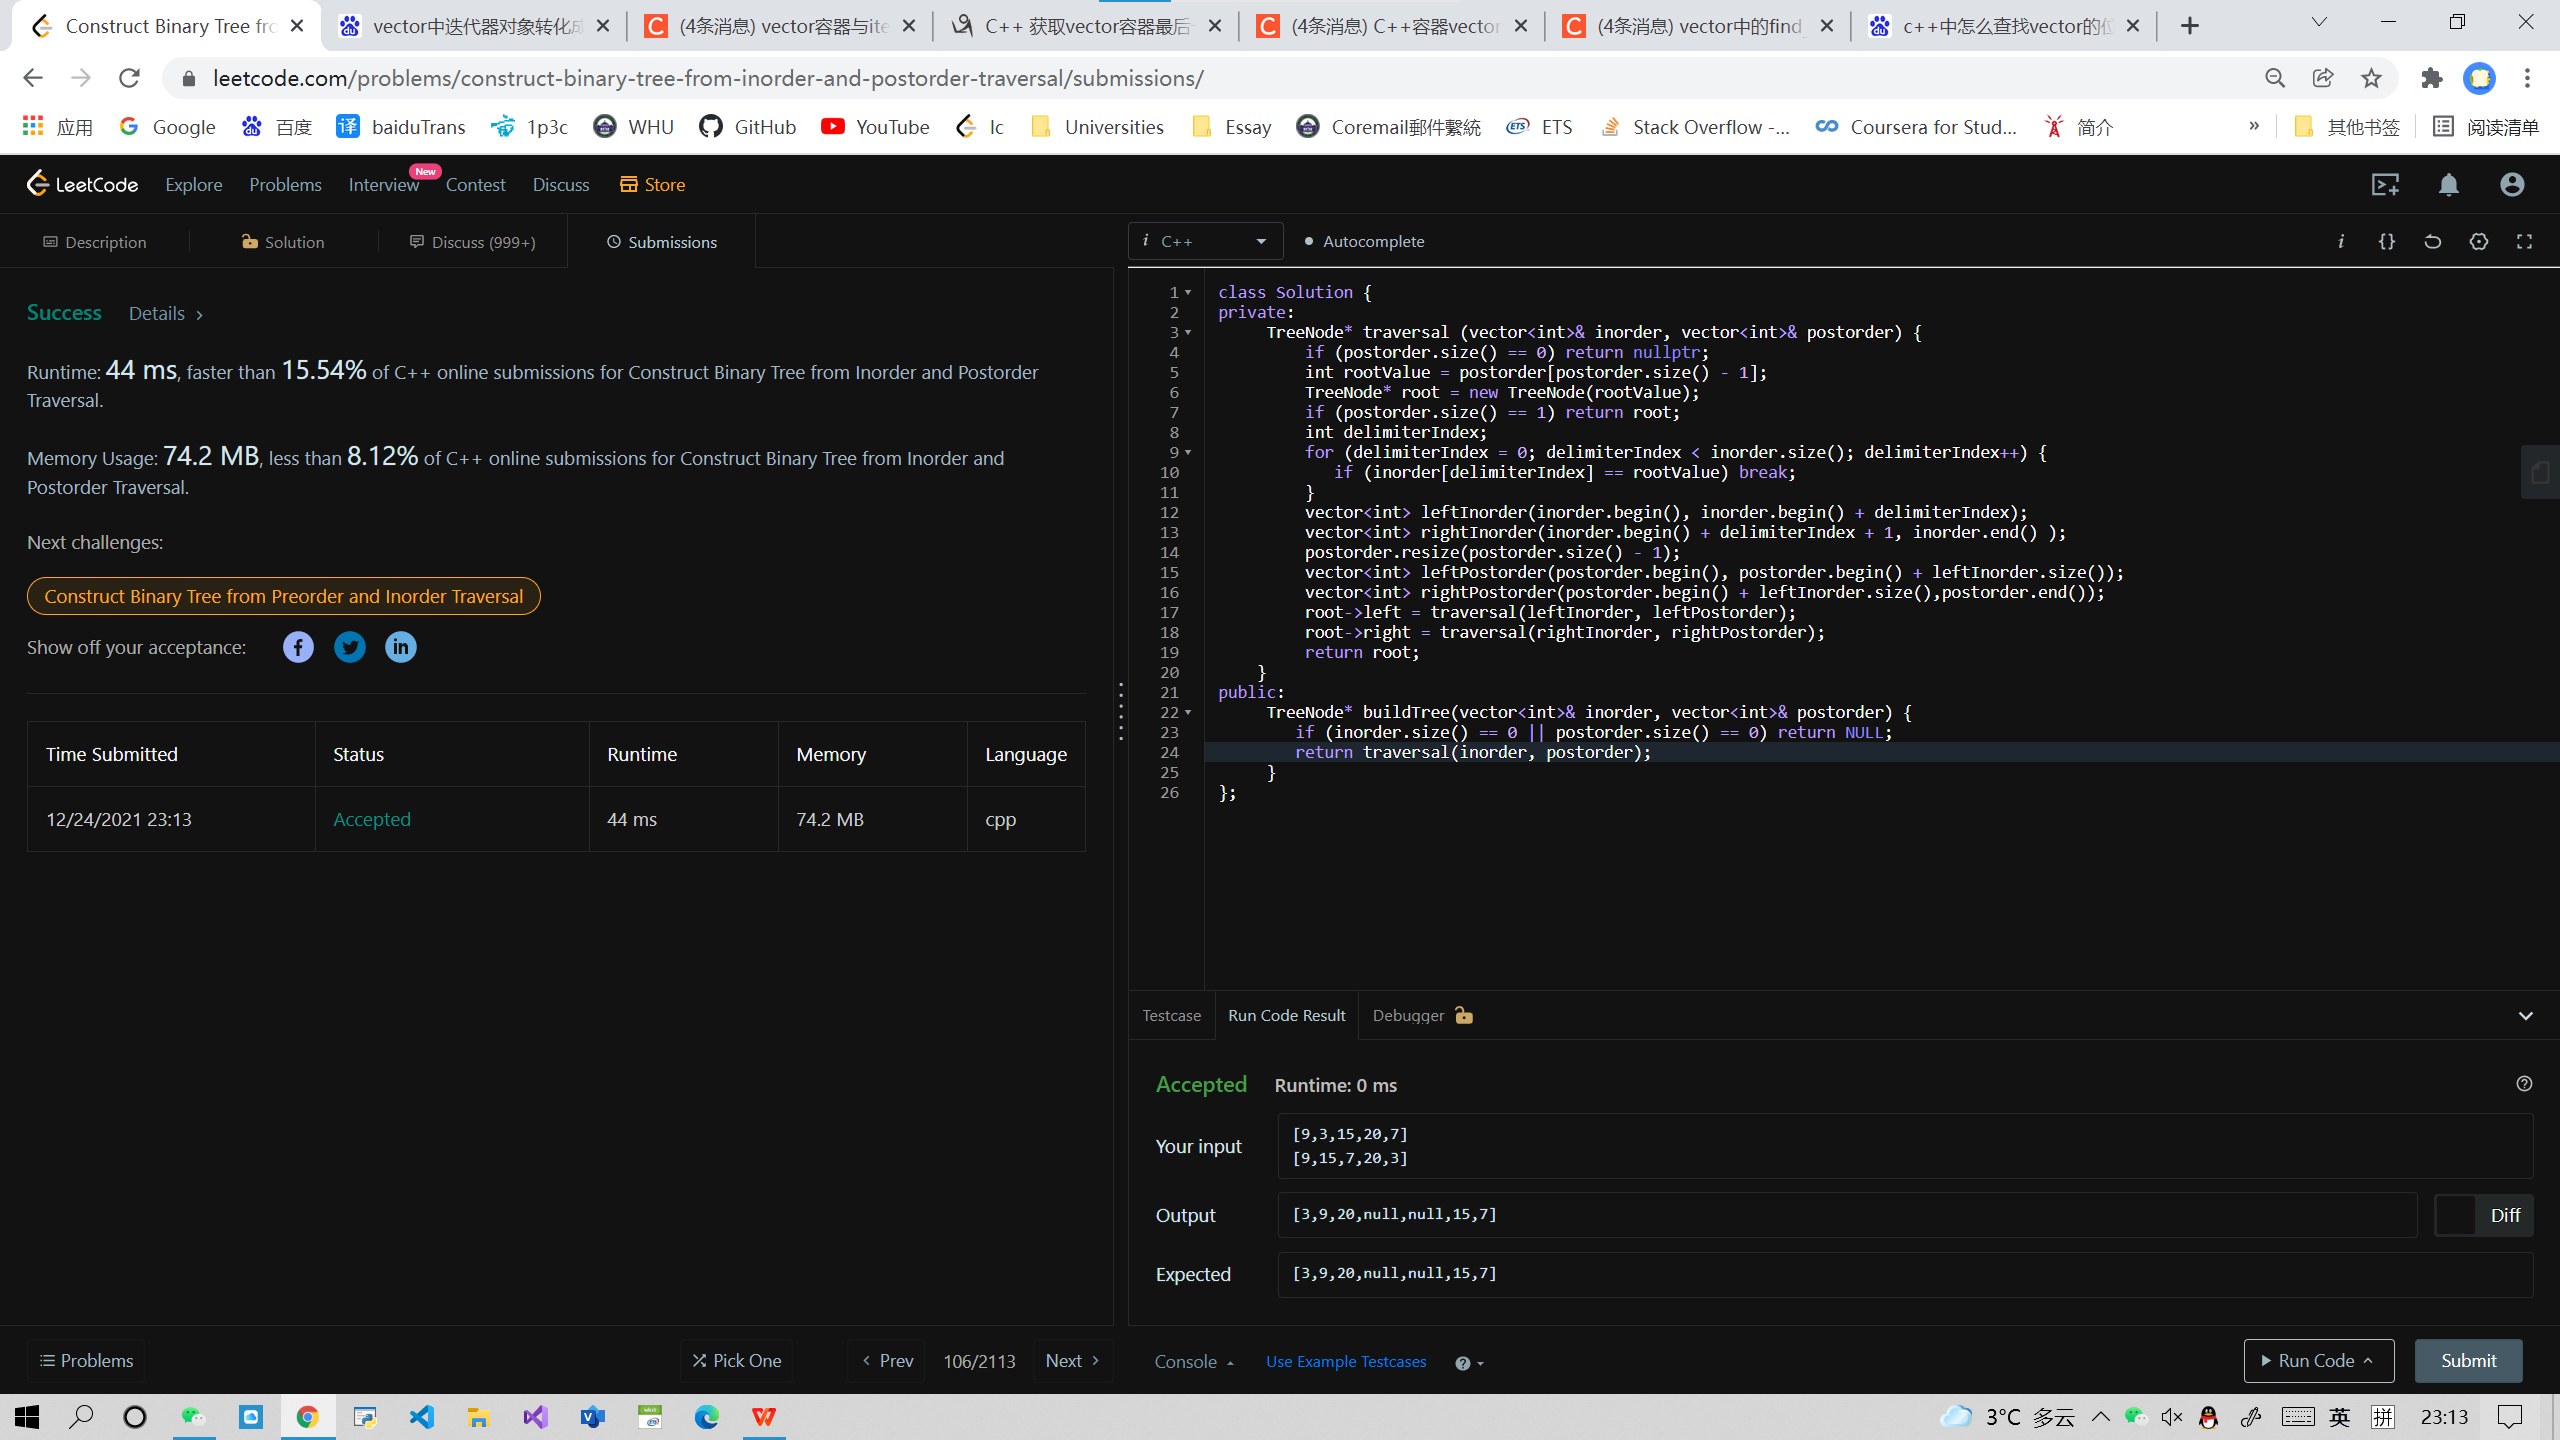 Construct Binary Tree fro
vector中迭代器对象转化成
(4条消息) vector容器与ite
C++ 获取vector容器最后一
(4条消息) C++容器vector
(4条消息) vector中的find_
c++中怎么查找vector的位
leetcode.com/problems/construct-binary-tree-from-inorder-and-postorder-traversal/submissions/
应用 Google 百度 baiduTrans 1p3c WHU GitHub YouTube lc Universities Essay Coremail郵件繫統 ETS Stack Overflow -... Coursera for Stud... 简介 » 其他书签 阅读清单
LeetCode Explore Problems Interview New Contest Discuss Store
Description Solution Discuss (999+) Submissions
Success Details >
Runtime: 44 ms, faster than 15.54% of C++ online submissions for Construct Binary Tree from Inorder and Postorder
Traversal.
Memory Usage: 74.2 MB, less than 8.12% of C++ online submissions for Construct Binary Tree from Inorder and
Postorder Traversal.
Next challenges:
Construct Binary Tree from Preorder and Inorder Traversal
Show off your acceptance:
Time Submitted Status Runtime Memory Language
12/24/2021 23:13 Accepted 44 ms 74.2 MB cpp
Problems Pick One < Prev 106/2113 Next >
i C++ Autocomplete i {}
1 class Solution {
2 private:
3 TreeNode* traversal (vector<int>& inorder, vector<int>& postorder) {
4 if (postorder.size() == 0) return nullptr;
5 int rootValue = postorder[postorder.size() - 1];
6 TreeNode* root = new TreeNode(rootValue);
7 if (postorder.size() == 1) return root;
8 int delimiterIndex;
9 for (delimiterIndex = 0; delimiterIndex < inorder.size(); delimiterIndex++) {
10 if (inorder[delimiterIndex] == rootValue) break;
11 }
12 vector<int> leftInorder(inorder.begin(), inorder.begin() + delimiterIndex);
13 vector<int> rightInorder(inorder.begin() + delimiterIndex + 1, inorder.end() );
14 postorder.resize(postorder.size() - 1);
15 vector<int> leftPostorder(postorder.begin(), postorder.begin() + leftInorder.size());
16 vector<int> rightPostorder(postorder.begin() + leftInorder.size(),postorder.end());
17 root->left = traversal(leftInorder, leftPostorder);
18 root->right = traversal(rightInorder, rightPostorder);
19 return root;
20 }
21 public:
22 TreeNode* buildTree(vector<int>& inorder, vector<int>& postorder) {
23 if (inorder.size() == 0 || postorder.size() == 0) return NULL;
24 return traversal(inorder, postorder);
25 }
26 };
Testcase Run Code Result Debugger
Accepted Runtime: 0 ms
Your input
[9,3,15,20,7]
[9,15,7,20,3]
Output [3,9,20,null,null,15,7] Diff
Expected [3,9,20,null,null,15,7]
Console Use Example Testcases Run Code Submit
3°C 多云 英 拼 23:13